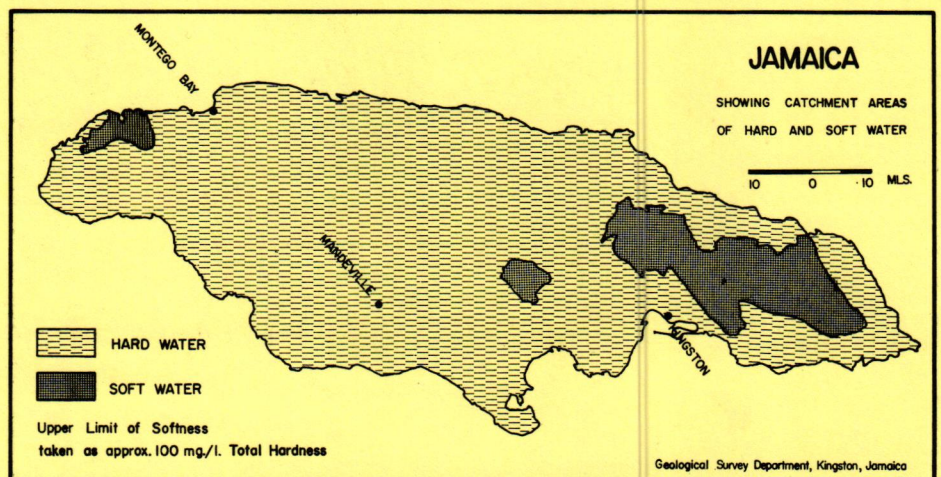 MONTEGO BAY
JAMAICA
SHOWING CATCHMENT AREAS
OF HARD AND SOFT WATER
10 0 10 MLS.
MANDEVILLE
KINGSTON
HARD WATER
SOFT WATER
Upper Limit of Softness
taken as approx. 100 mg./l. Total Hardness
Geological Survey Department, Kingston, Jamaica